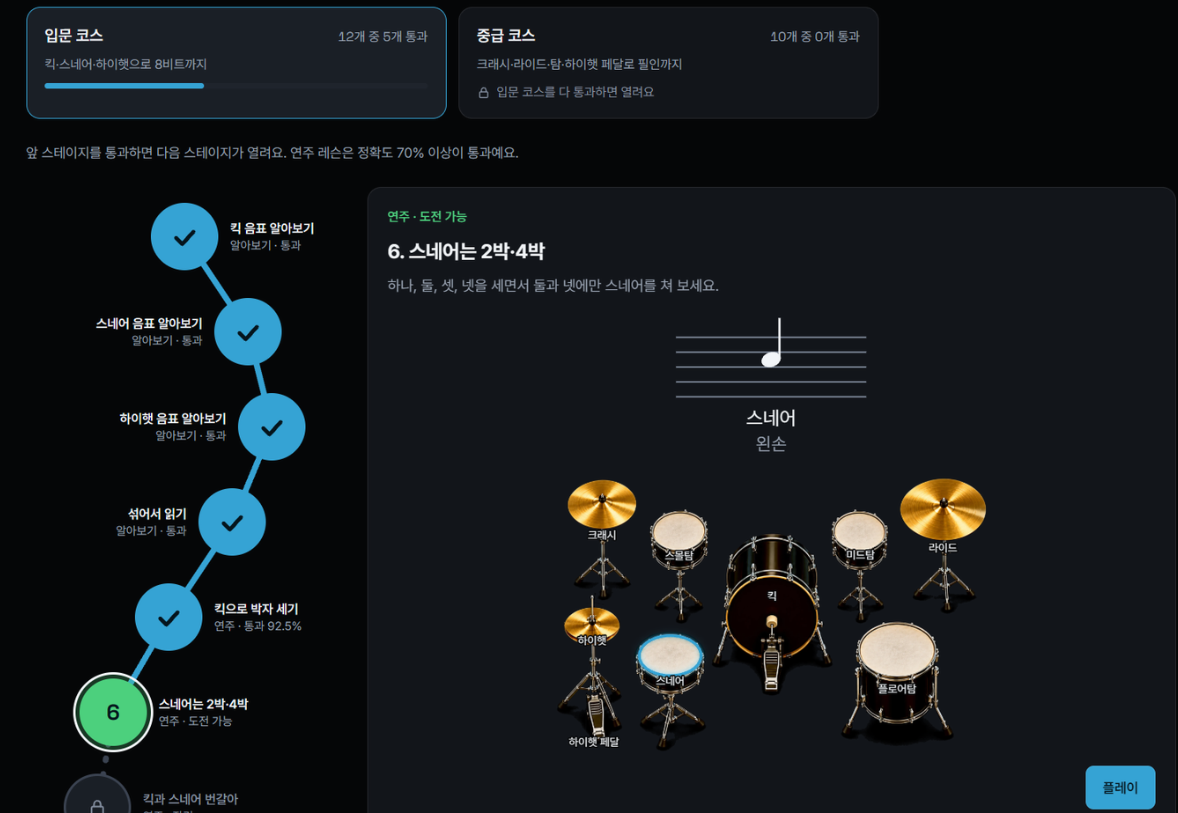 입문 코스
12개 중 5개 통과
킥·스네어·하이햇으로 8비트까지
중급 코스
10개 중 0개 통과
크래시·라이드·탐·하이햇 페달로 필인까지
입문 코스를 다 통과하면 열려요
앞 스테이지를 통과하면 다음 스테이지가 열려요. 연주 레슨은 정확도 70% 이상이 통과예요.
킥 음표 알아보기
알아보기 · 통과
스네어 음표 알아보기
알아보기 · 통과
하이햇 음표 알아보기
알아보기 · 통과
섞어서 읽기
알아보기 · 통과
킥으로 박자 세기
연주 · 통과 92.5%
6
스네어는 2박·4박
연주 · 도전 가능
킥과 스네어 번갈아
연주 · 도전 가능
6. 스네어는 2박·4박
하나, 둘, 셋, 넷을 세면서 둘과 넷에만 스네어를 쳐 보세요.
스네어
왼손
크래시
스몰탐
미드탐
라이드
킥
하이햇
스네어
플로어탐
하이햇 페달
플레이